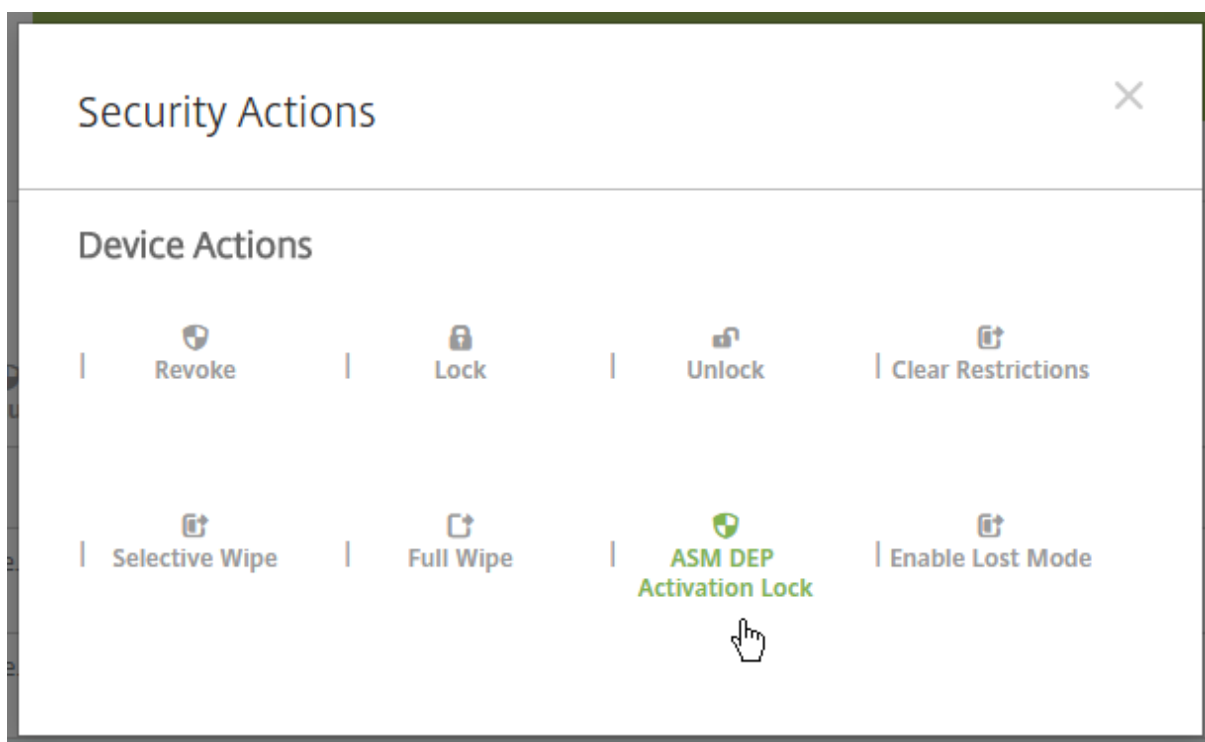 Security Actions
Device Actions
Revoke
Lock
Unlock
Clear Restrictions
Selective Wipe
Full Wipe
ASM DEP
Activation Lock
Enable Lost Mode